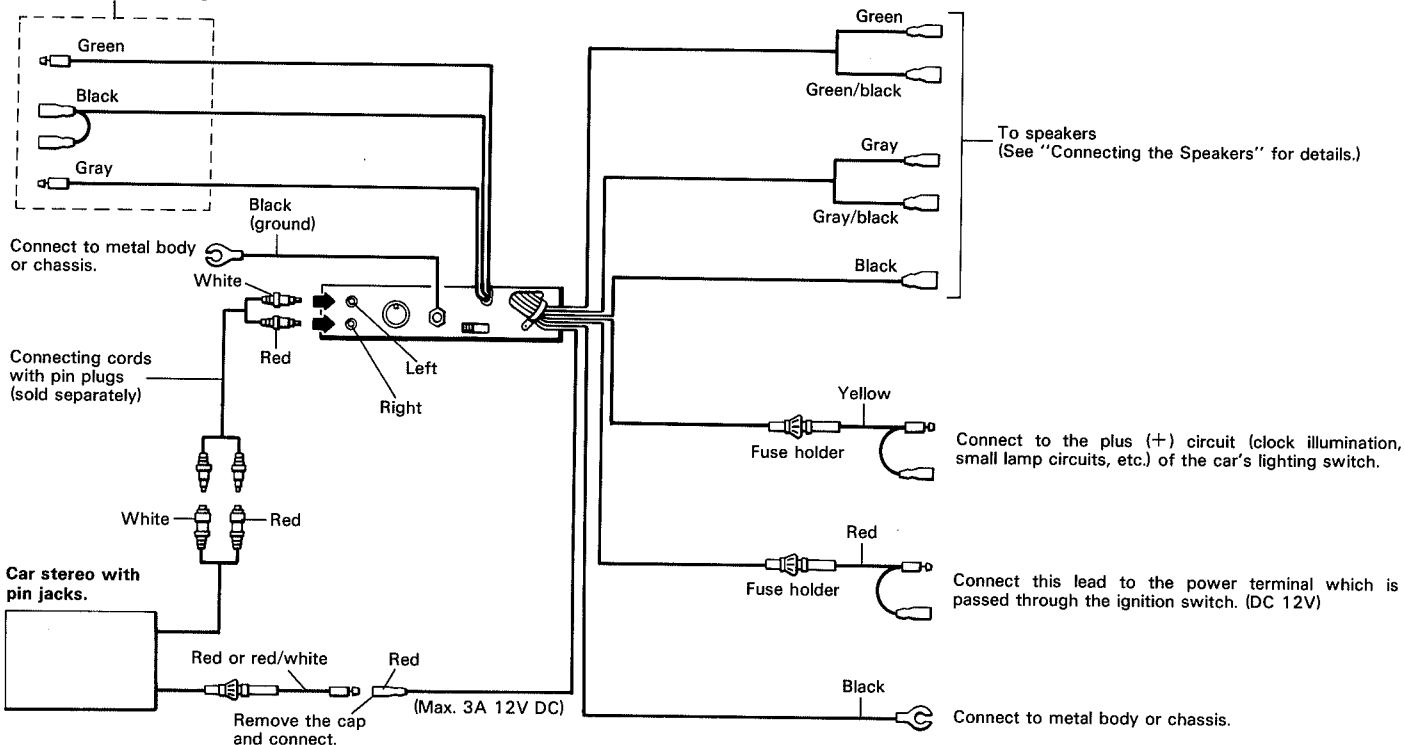 Green
Black
Gray
Black
(ground)
Connect to metal body
or chassis.
White
Red
Left
Right
Connecting cords
with pin plugs
(sold separately)
White
Red
Car stereo with
pin jacks.
Red or red/white
Red
(Max. 3A 12V DC)
Remove the cap
and connect.
Green
Green/black
Gray
Gray/black
Black
To speakers
(See "Connecting the Speakers" for details.)
Yellow
Fuse holder
Connect to the plus (+) circuit (clock illumination,
small lamp circuits, etc.) of the car's lighting switch.
Red
Fuse holder
Connect this lead to the power terminal which is
passed through the ignition switch. (DC 12V)
Black
Connect to metal body or chassis.